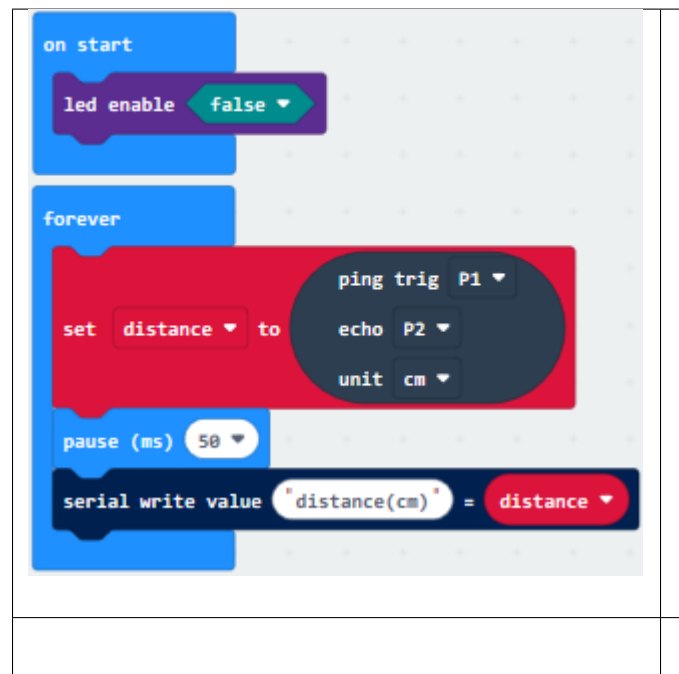 on start
led enable false
forever
ping trig P1
set distance to echo P2
unit cm
pause (ms) 50
serial write value "distance(cm)" = distance